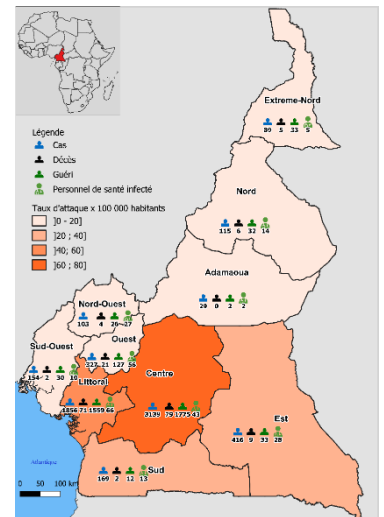 Extreme-Nord
89 5 33 5
Légende
Cas
Décès
Guéri
Personnel de santé infecté
Taux d'attaque x 100 000 habitants
]0 - 20]
]20 ; 40]
]40; 60]
]60 ; 80]
Nord
115 6 32 14
Adamaoua
29 0 2 2
Nord-Ouest
103 4 26 27
Sud-Ouest
154 2 30 10
Ouest
327 21 127 56
Littoral
1856 71 1559 66
Centre
3139 79 1775 43
Est
416 9 33 28
Sud
169 2 12 13
Atlantique
0 50 100 km